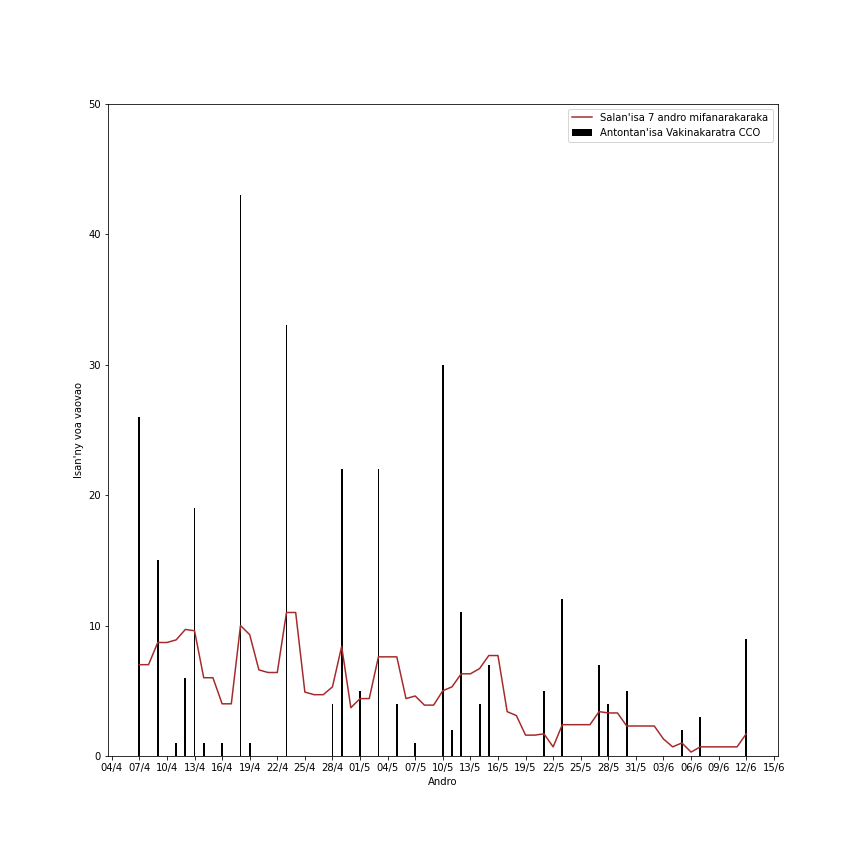 50
Salan'isa 7 andro mifanarakaraka
Antontan'isa Vakinakaratra CCO
40
30
20
10
0
Isan'ny voa vaovao
04/4 07/4 10/4 13/4 16/4 19/4 22/4 25/4 28/4 01/5 04/5 07/5 10/5 13/5 16/5 19/5 22/5 25/5 28/5 31/5 03/6 06/6 09/6 12/6 15/6
Andro